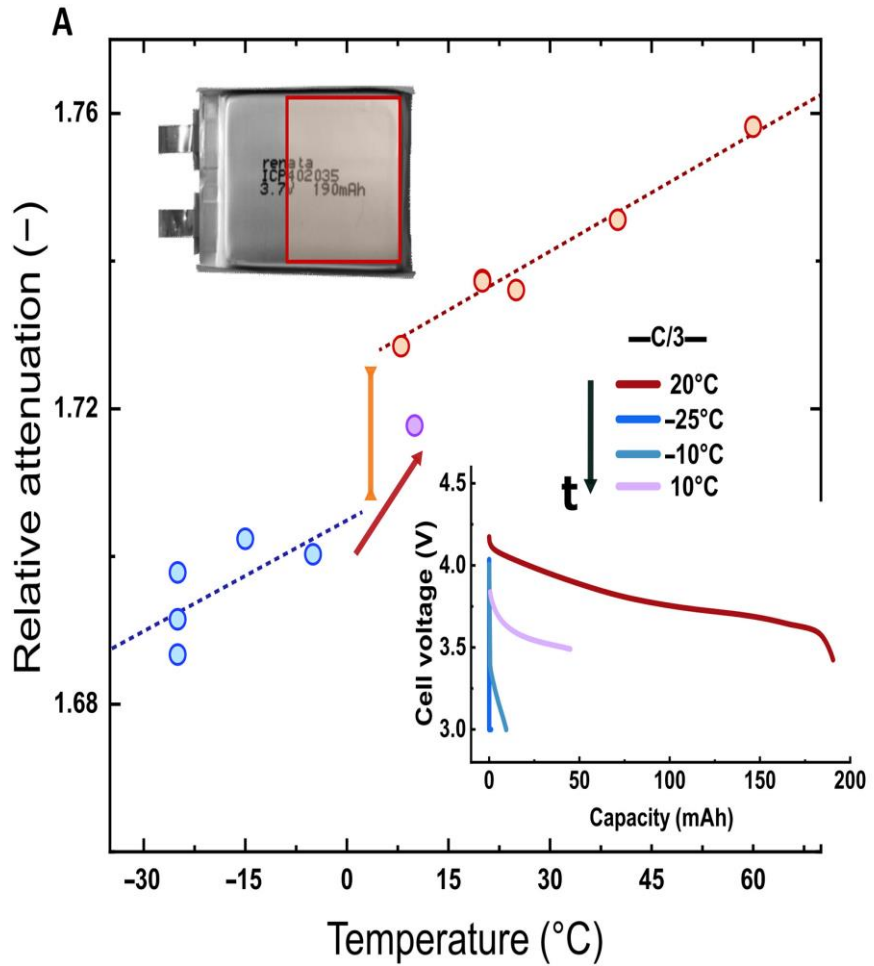 A
Relative attenuation (–)
1.76
1.72
1.68
renata
ICP402035
3.7V 190mAh
—C/3—
20°C
–25°C
–10°C
10°C
t
Cell voltage (V)
4.5
4.0
3.5
3.0
0 50 100 150 200
Capacity (mAh)
–30 –15 0 15 30 45 60
Temperature (°C)